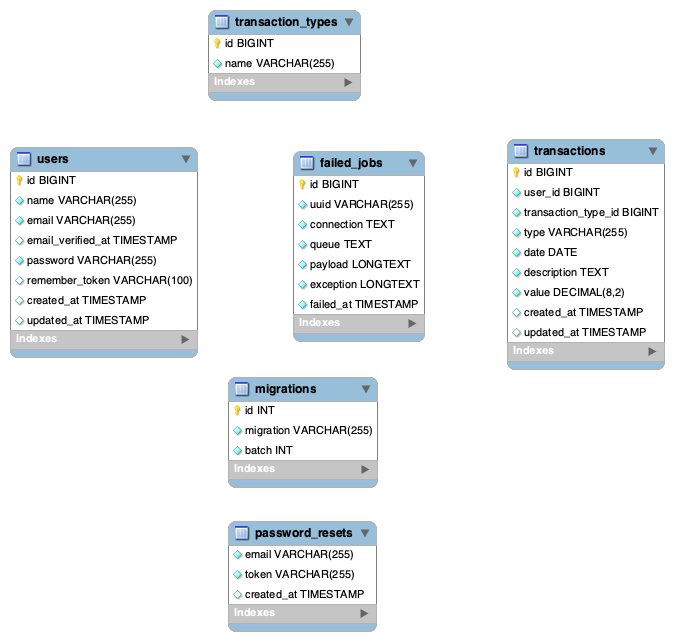 transaction_types
id BIGINT
name VARCHAR(255)
Indexes
users
id BIGINT
name VARCHAR(255)
email VARCHAR(255)
email_verified_at TIMESTAMP
password VARCHAR(255)
remember_token VARCHAR(100)
created_at TIMESTAMP
updated_at TIMESTAMP
Indexes
failed_jobs
id BIGINT
uuid VARCHAR(255)
connection TEXT
queue TEXT
payload LONGTEXT
exception LONGTEXT
failed_at TIMESTAMP
Indexes
transactions
id BIGINT
user_id BIGINT
transaction_type_id BIGINT
type VARCHAR(255)
date DATE
description TEXT
value DECIMAL(8,2)
created_at TIMESTAMP
updated_at TIMESTAMP
Indexes
migrations
id INT
migration VARCHAR(255)
batch INT
Indexes
password_resets
email VARCHAR(255)
token VARCHAR(255)
created_at TIMESTAMP
Indexes